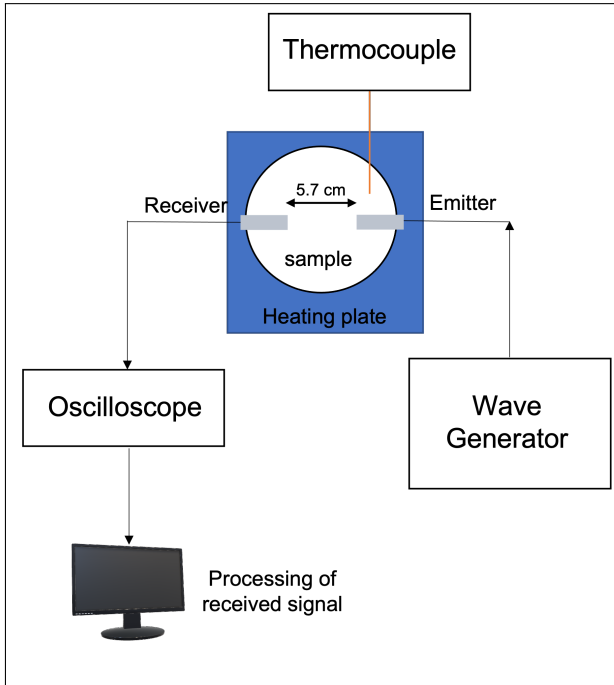 Thermocouple
5.7 cm
Receiver
Emitter
sample
Heating plate
Oscilloscope
Wave
Generator
Processing of
received signal